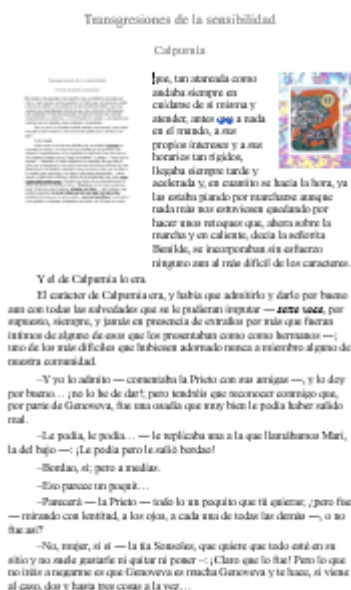 Transgresiones de la sensibilidad
Calpurnia
que, tan atareada como
andaba siempre en
cuidarse de sí misma y
atender, antes que a nada
en el mundo, a sus
propios intereses y a sus
horarios tan rígidos,
llegaba siempre tarde y
acelerada y, en cuantito se hacía la hora, ya
las estaba piando por marcharse aunque
nada más nos estuviesen quedando por
hacer unos retoques que, ahora sobre la
marcha y en caliente, decía la señorita
Benilde, se incorporaban sin esfuerzo
ninguno aun al más difícil de los caracteres.
Y el de Calpurnia lo era.
El carácter de Calpurnia era, y había que admitirlo y darlo por bueno
aun con todas las salvedades que se le pudieran imputar — sotto voce, por
supuesto, siempre, y jamás en presencia de extraños por más que fueran
íntimos de alguno de esos que los presentaban como como hermanos —;
uno de los más difíciles que hubiesen adornado nunca a miembro alguno de
nuestra comunidad.
–Y yo lo admito — comentaba la Prieto con sus amigas —, y lo doy
por bueno… ¡no lo he de dar!; pero tendréis que reconocer conmigo que,
por parte de Genoveva, fue una osadía que muy bien le podía haber salido
mal.
–Le podía, le podía… — le replicaba una a la que llamábamos Mari,
la del bajo —: ¡Le podía pero le salió bordao!
–Bordao, sí; pero a medias.
–Eso parece un poquit…
–Parecerá — la Prieto — todo lo un poquito que tú quieras; ¿pero fue
— mirando con lentitud, a los ojos, a cada una de todas las demás —, o no
fue así?
–No, mujer, si sí — la tía Sonsoles, que quiere que todo esté en su
sitio y no suele gustarle ni quitar ni poner –: ¡Claro que lo fue! Pero lo que
no iréis a negarme es que Genoveva es mucha Genoveva y te hace, si viene
al caso, dos y hasta tres cosas a la vez…